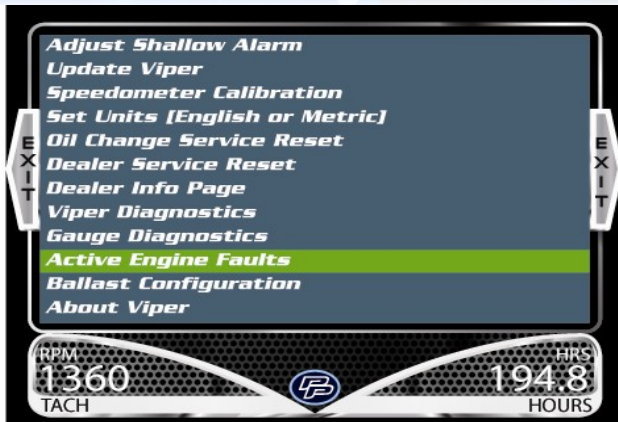 Adjust Shallow Alarm
Update Viper
Speedometer Calibration
Set Units [English or Metric]
Oil Change Service Reset
Dealer Service Reset
Dealer Info Page
Viper Diagnostics
Gauge Diagnostics
Active Engine Faults
Ballast Configuration
About Viper
EXIT
EXIT
RPM
1360
TACH
HRS
194.8
HOURS